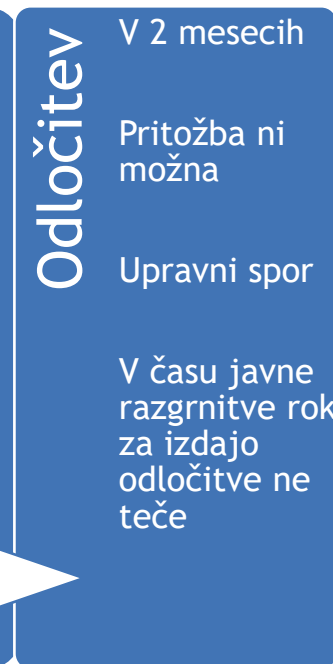 Odločitev
V 2 mesecih
Pritožba ni
možna
Upravni spor
V času javne
razgrnitve rok
za izdajo
odločitve ne
teče